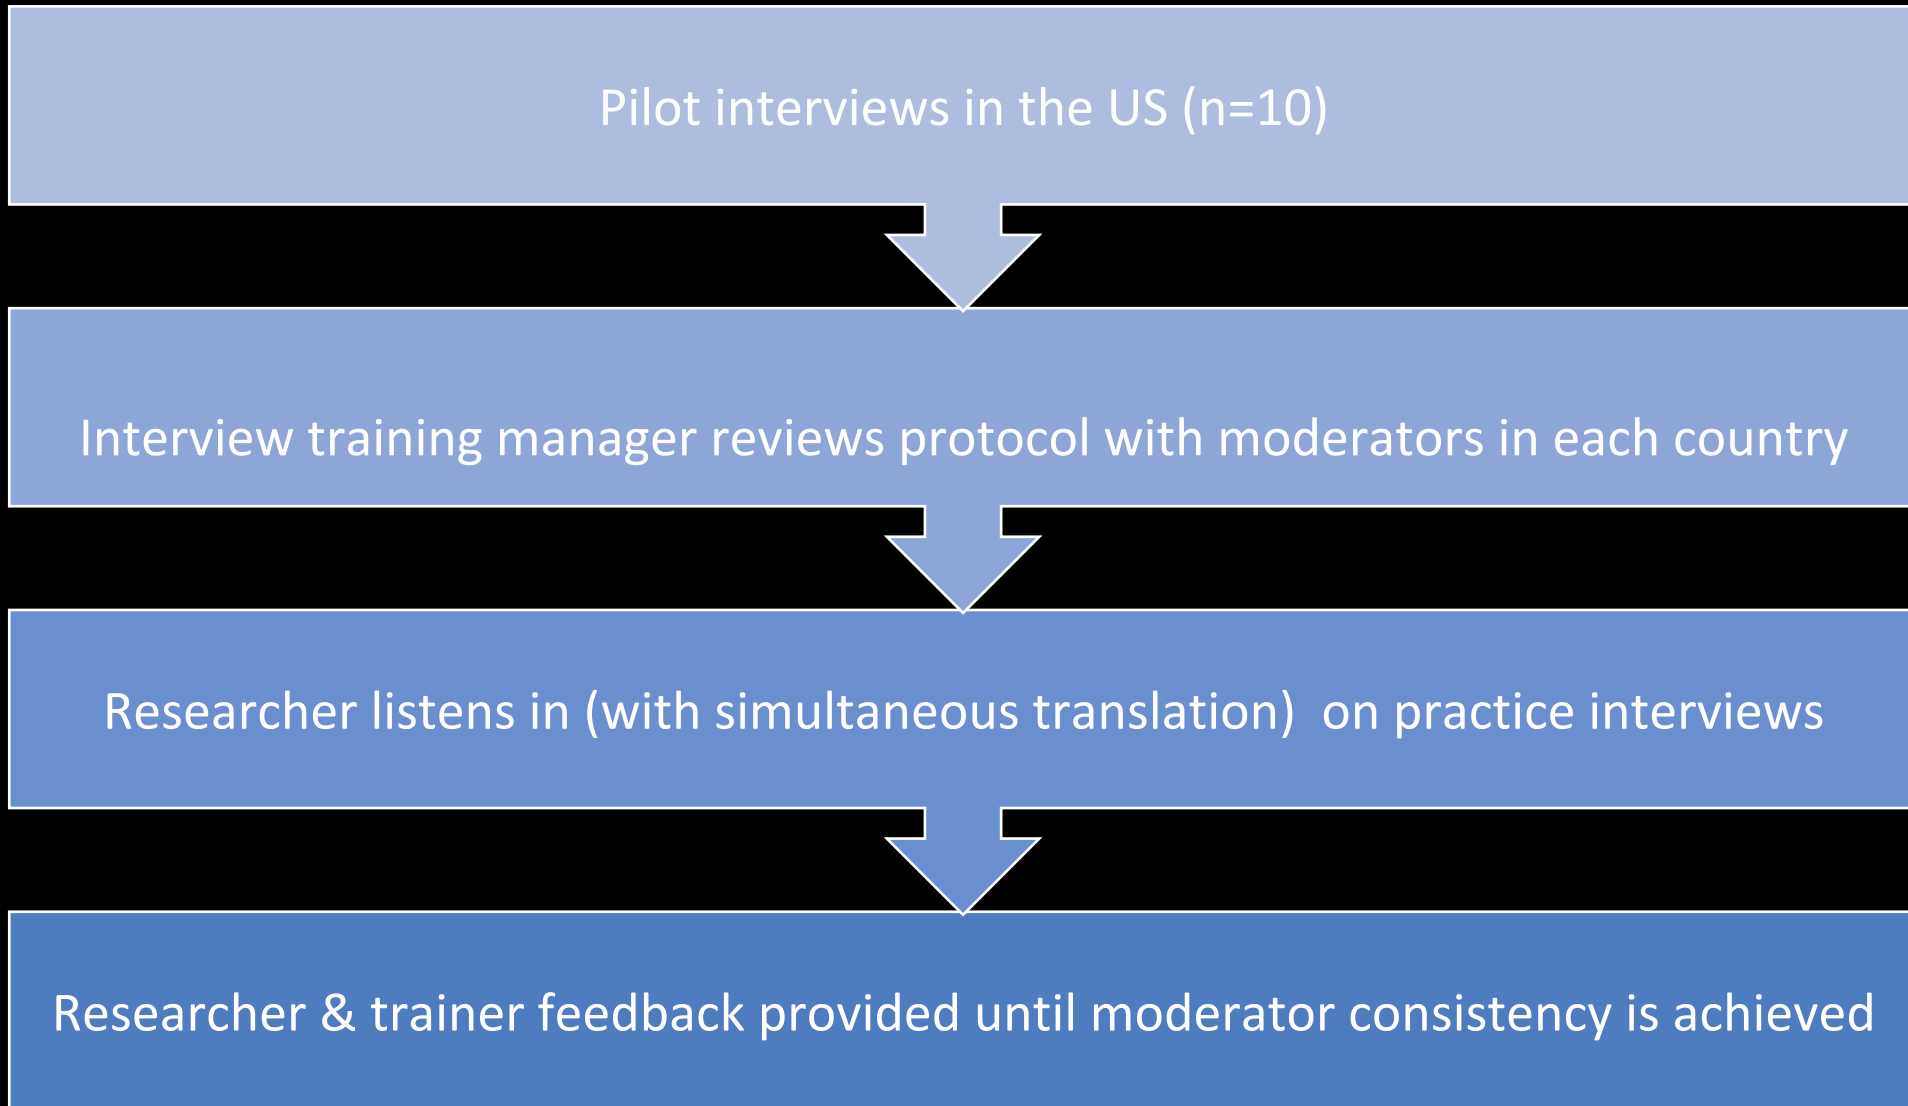 Pilot interviews in the US (n=10)
Interview training manager reviews protocol with moderators in each country
Researcher listens in (with simultaneous translation)  on practice interviews
Researcher & trainer feedback provided until moderator consistency is achieved